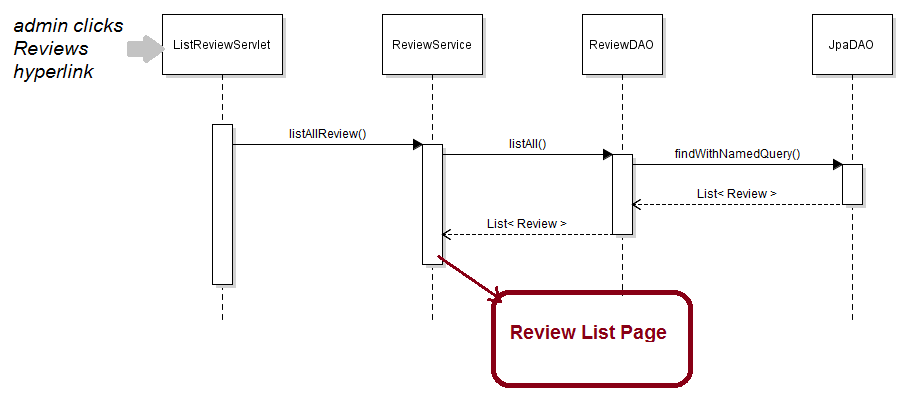 admin clicks
Reviews
hyperlink
ListReviewServlet
ReviewService
ReviewDAO
JpaDAO
listAllReview()
listAll()
findWithNamedQuery()
List< Review >
List< Review >
Review List Page